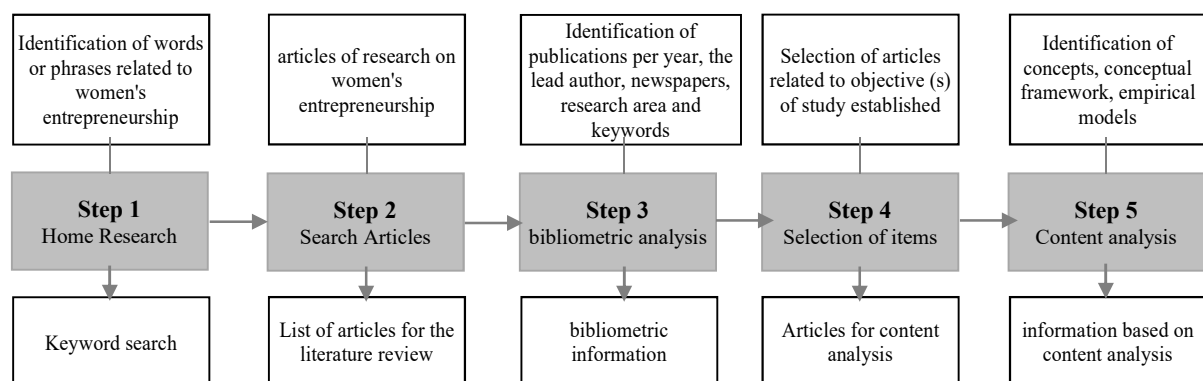 Identification of words
or phrases related to
women's
entrepreneurship
articles of research on
women's
entrepreneurship
Identification of
publications per year, the
lead author, newspapers,
research area and
keywords
Selection of articles
related to objective (s)
of study established
Identification of
concepts, conceptual
framework, empirical
models
Step 1
Home Research
Step 2
Search Articles
Step 3
bibliometric analysis
Step 4
Selection of items
Step 5
Content analysis
Keyword search
List of articles for the
literature review
bibliometric
information
Articles for content
analysis
information based on
content analysis